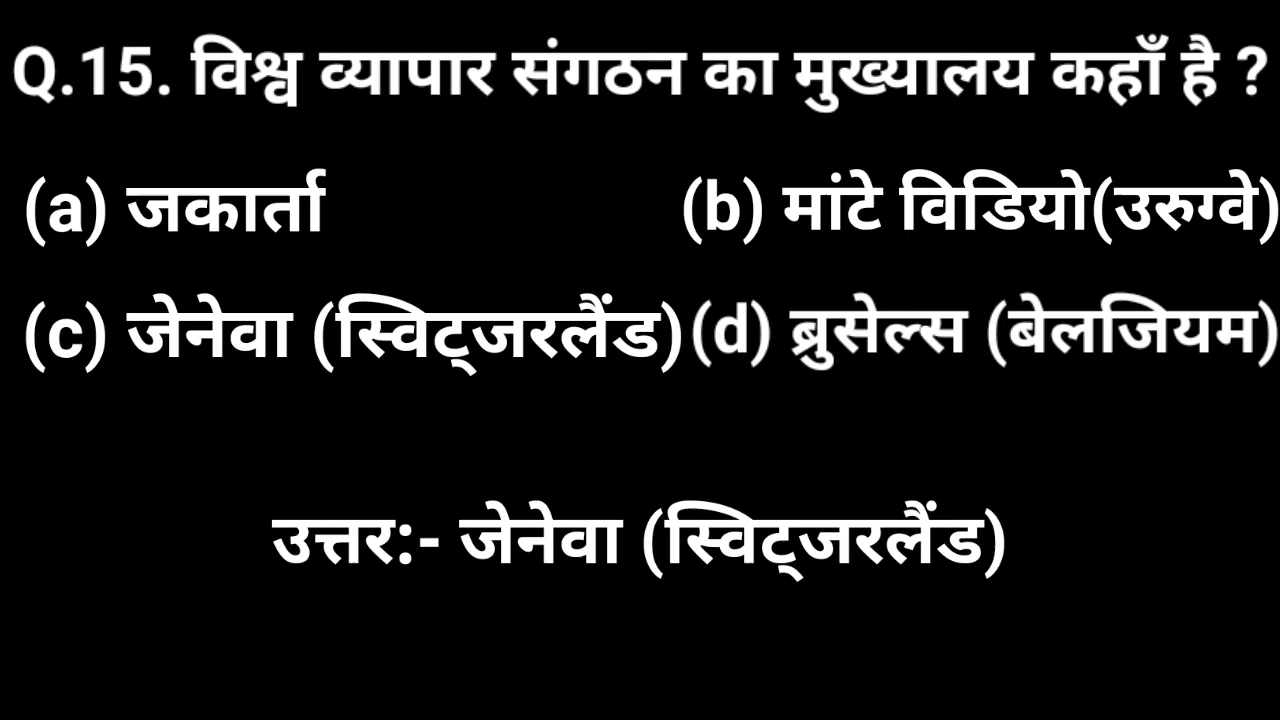 Q.15. विश्व व्यापार संगठन का मुख्यालय कहाँ है ?
(a) जकार्ता (b) मांटे विडियो(उरुग्वे)
(c) जेनेवा (स्विट्जरलैंड) (d) ब्रुसेल्स (बेलजियम)
उत्तर:- जेनेवा (स्विट्जरलैंड)